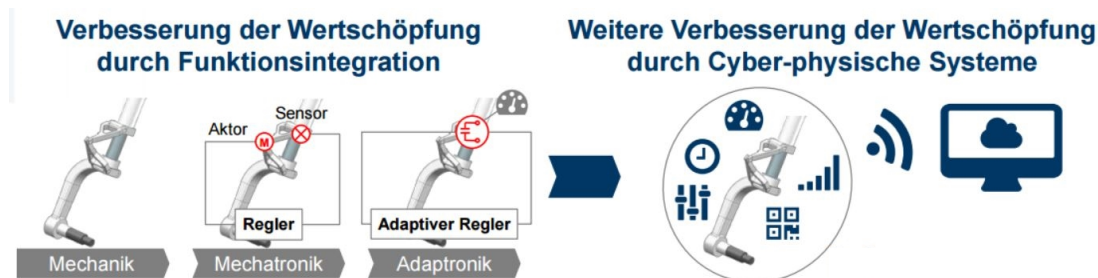 Verbesserung der Wertschöpfung
durch Funktionsintegration
Weitere Verbesserung der Wertschöpfung
durch Cyber-physische Systeme
Aktor
Sensor
M
Regler
Adaptiver Regler
Mechanik
Mechatronik
Adaptronik